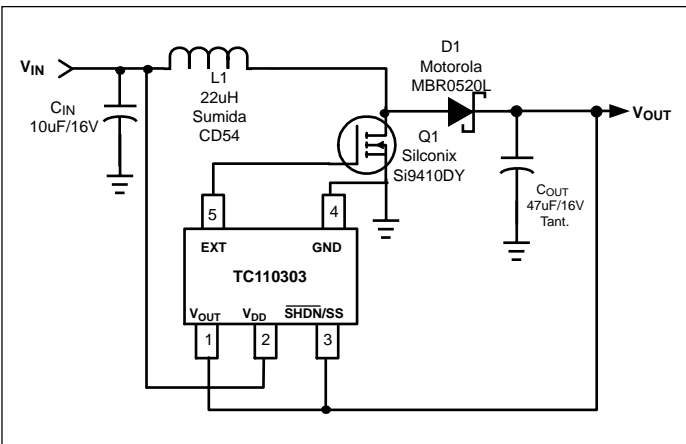 VIN
CIN
10uF/16V
L1
22uH
Sumida
CD54
D1
Motorola
MBR0520L
VOUT
Q1
Silconix
Si9410DY
COUT
47uF/16V
Tant.
5
4
EXT
GND
TC110303
VOUT
VDD
SHDN/SS
1
2
3